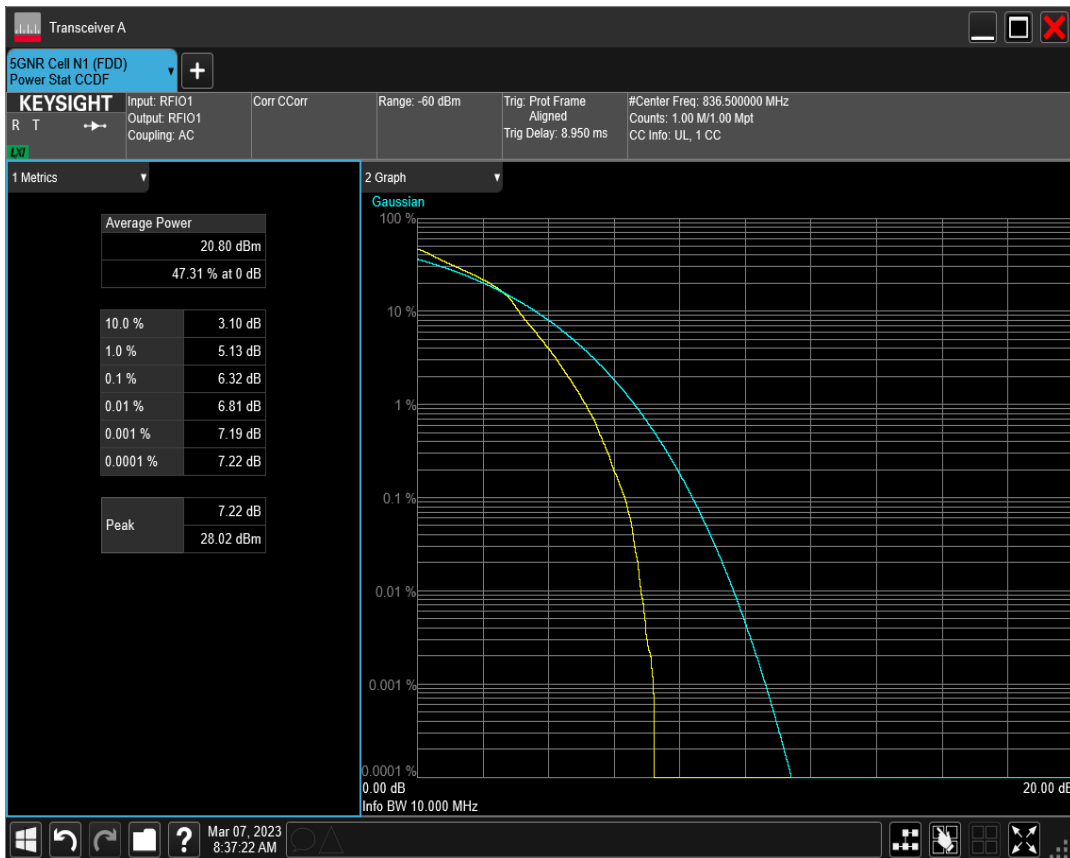 Transceiver A
5GNR Cell N1 (FDD)
Power Stat CCDF
KEYSIGHT
R T
LXI
Input: RFIO1
Output: RFIO1
Coupling: AC
Corr CCorr
Range: -60 dBm
Trig: Prot Frame
Aligned
Trig Delay: 8.950 ms
#Center Freq: 836.500000 MHz
Counts: 1.00 M/1.00 Mpt
CC Info: UL, 1 CC
1 Metrics
Average Power
20.80 dBm
47.31 % at 0 dB
10.0 % 3.10 dB
1.0 % 5.13 dB
0.1 % 6.32 dB
0.01 % 6.81 dB
0.001 % 7.19 dB
0.0001 % 7.22 dB
Peak
7.22 dB
28.02 dBm
2 Graph
Gaussian
100 %
10 %
1 %
0.1 %
0.01 %
0.001 %
0.0001 %
0.00 dB 20.00 dB
Info BW 10.000 MHz
?
Mar 07, 2023
8:37:22 AM